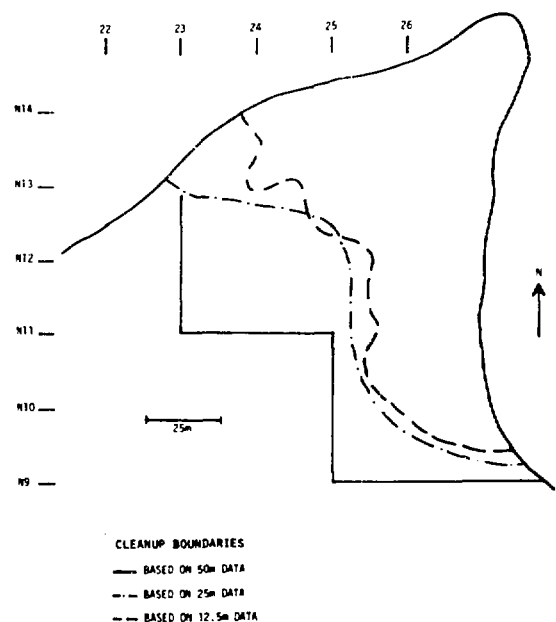 22 23 24 25 26
N14
N13
N12
N
N11
N10
25m
N9
CLEANUP BOUNDARIES
BASED ON 50m DATA
BASED ON 25m DATA
BASED ON 12.5m DATA